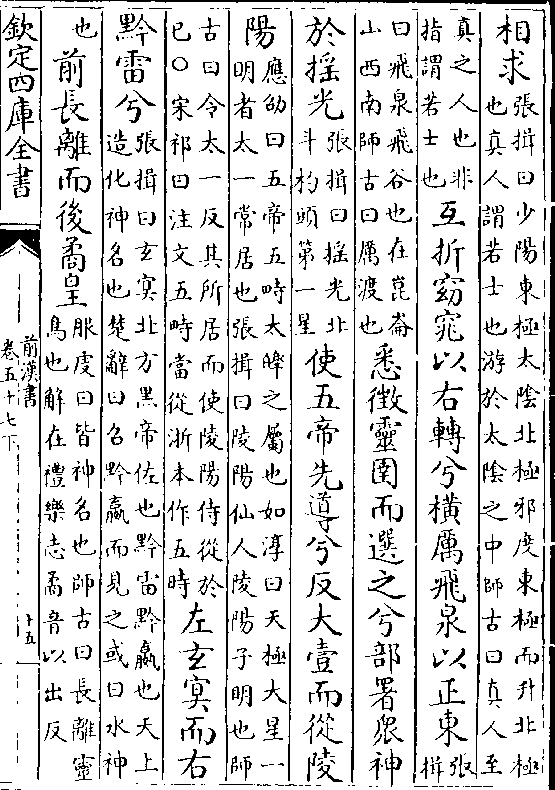 相求張揖曰少陽東極太陰北極邪度東極而升北極
也真人謂若士也游於太陰之中師古曰真人至
真之人也非
指謂若士也互折窈窕以右轉兮橫厲飛泉以正東張揖
曰飛泉飛谷也在崑崙
山西南師古曰厲渡也悉徵靈圉而選之兮部署衆神
於搖光張揖曰搖光北
斗杓頭第一星使五帝先導兮反大壹而從陵
陽應劭曰五帝五畤太皞之屬也如淳曰天極大星一
明者太一常居也張揖曰陵陽仙人陵陽子明也師
古曰令太一反其所居而使陵陽侍從於
已○宋祁曰注文五時當從浙本作五畤左玄冥而右
黔雷兮張揖曰玄冥北方黑帝佐也黔雷黔嬴也天上
造化神名也楚辭曰召黔嬴而見之或曰水神
也前長離而後矞皇服虔曰皆神名也師古曰長離靈
鳥也解在禮樂志矞音以出反
欽定四庫全書
前漢書
卷五十七下
十五